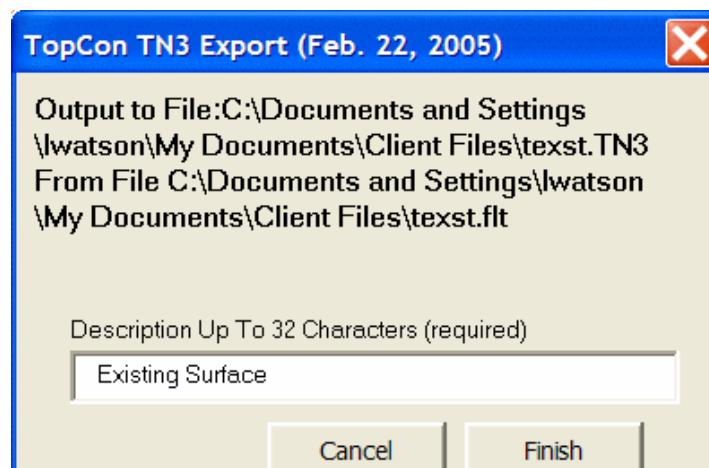 TopCon TN3 Export (Feb. 22, 2005)
Output to File:C:\Documents and Settings
\lwatson\My Documents\Client Files\texst.TN3
From File C:\Documents and Settings\lwatson
\My Documents\Client Files\texst.flt
Description Up To 32 Characters (required)
Existing Surface
Cancel Finish